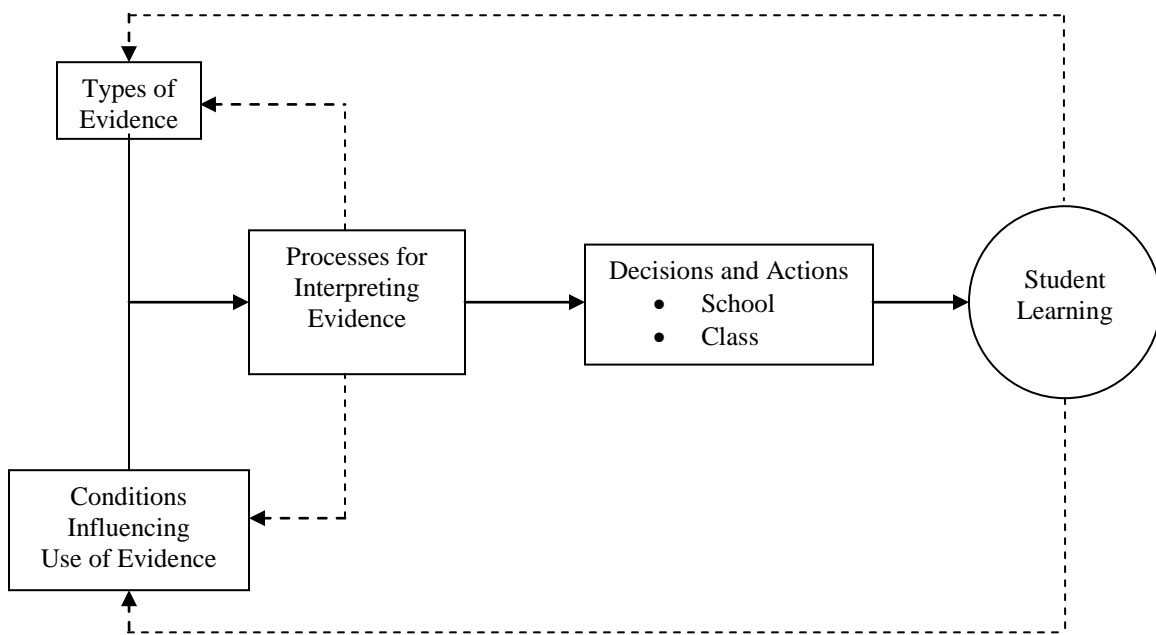 Types of
Evidence
Processes for
Interpreting
Evidence
Decisions and Actions
• School
• Class
Student
Learning
Conditions
Influencing
Use of Evidence